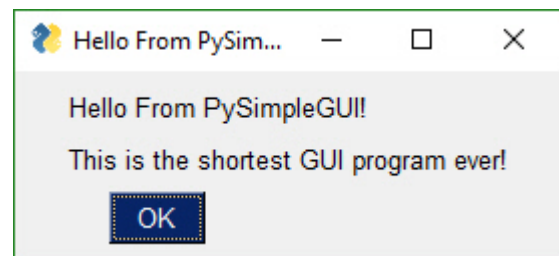 Hello From PySim...
Hello From PySimpleGUI!
This is the shortest GUI program ever!
OK